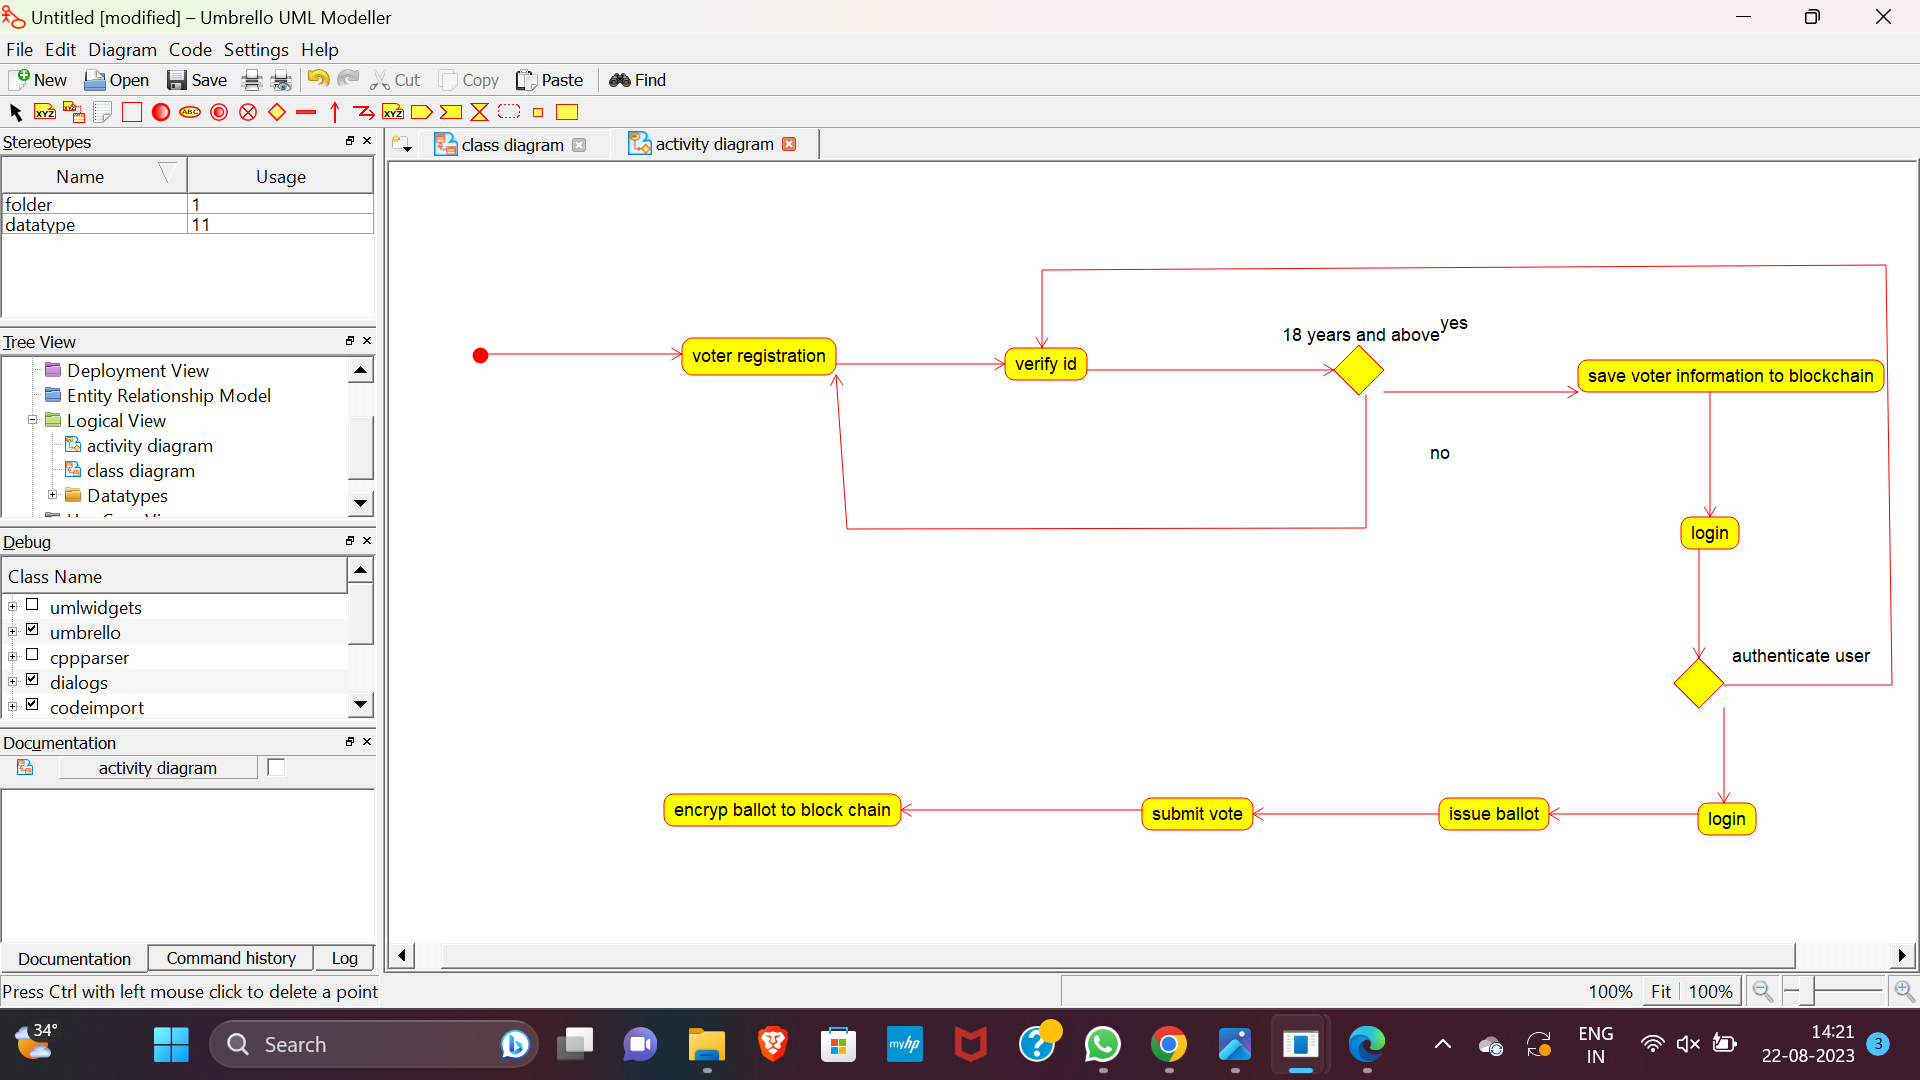 Untitled [modified] – Umbrello UML Modeller
File Edit Diagram Code Settings Help
New Open Save Cut Copy Paste Find
Stereotypes
Name Usage
folder 1
datatype 11
Tree View
Deployment View
Entity Relationship Model
Logical View
activity diagram
class diagram
Datatypes
Debug
Class Name
umlwidgets
umbrello
cppparser
dialogs
codeimport
Documentation
activity diagram
Documentation Command history Log
Press Ctrl with left mouse click to delete a point
class diagram activity diagram
voter registration
verify id
18 years and above
yes
save voter information to blockchain
no
login
authenticate user
encryp ballot to block chain
submit vote
issue ballot
login
100% Fit 100%
34°
Search
myhp
ENG
IN
14:21
22-08-2023
3